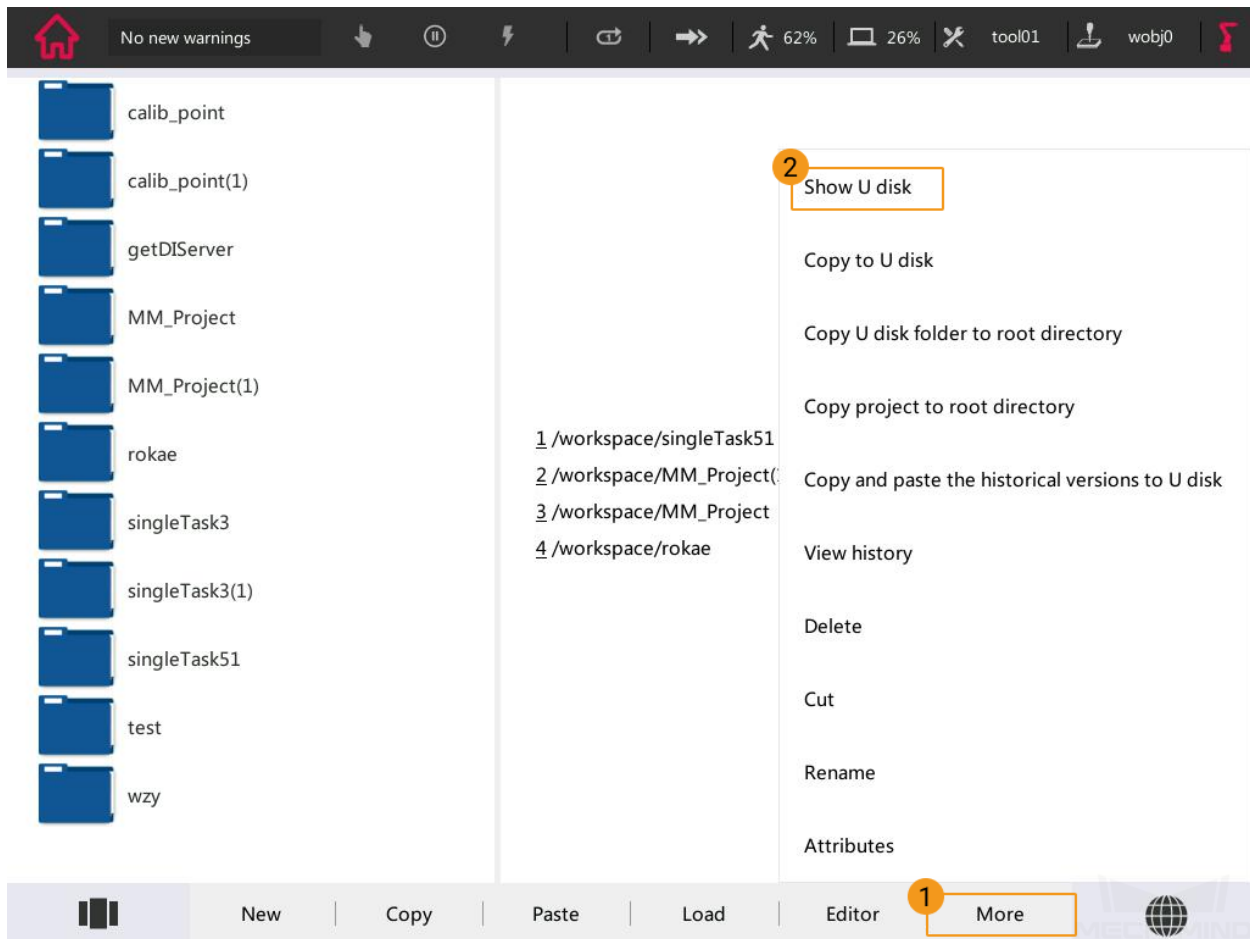 No new warnings
62%
26%
tool01
wobj0
calib_point
calib_point(1)
getDIServer
MM_Project
MM_Project(1)
rokae
singleTask3
singleTask3(1)
singleTask51
test
wzy
1 /workspace/singleTask51
2 /workspace/MM_Project(
3 /workspace/MM_Project
4 /workspace/rokae
2
Show U disk
Copy to U disk
Copy U disk folder to root directory
Copy project to root directory
Copy and paste the historical versions to U disk
View history
Delete
Cut
Rename
Attributes
New
Copy
Paste
Load
Editor
1
More
MECH MIND